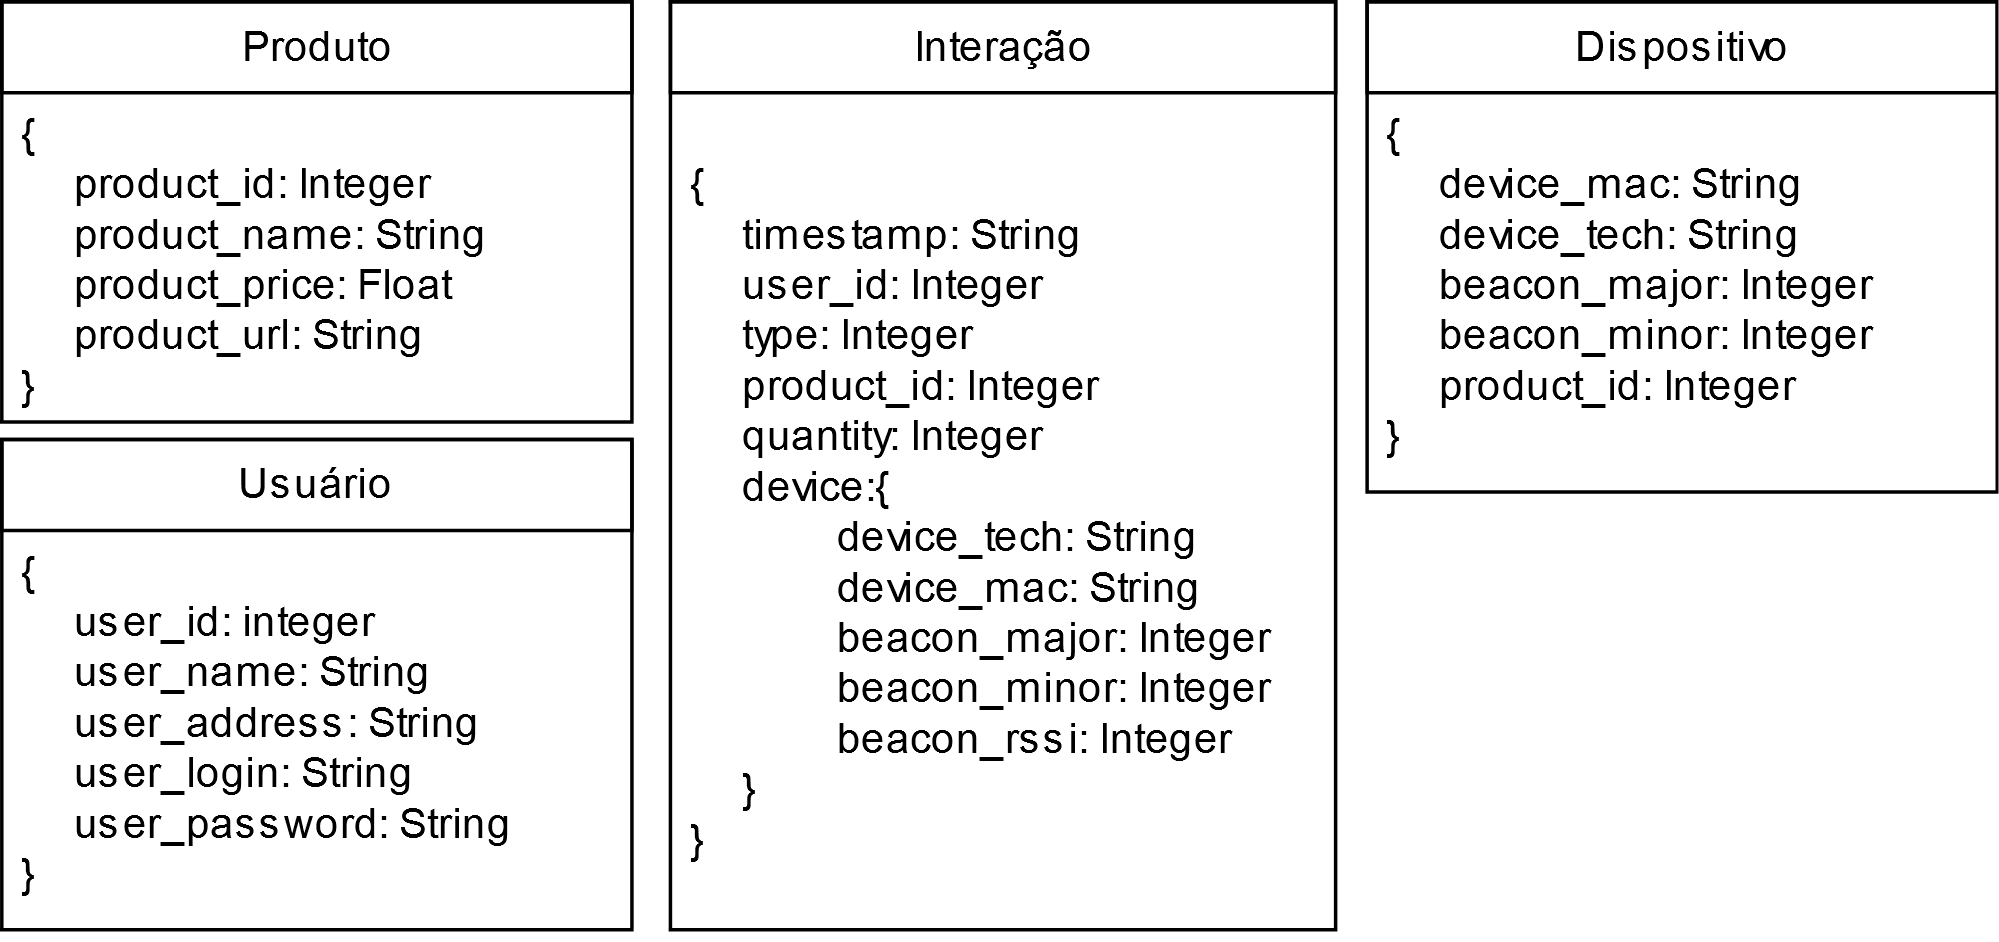 Produto
{
product_id: Integer
product_name: String
product_price: Float
product_url: String
}
Usuário
{
user_id: integer
user_name: String
user_address: String
user_login: String
user_password: String
}
Interação
{
timestamp: String
user_id: Integer
type: Integer
product_id: Integer
quantity: Integer
device:{
device_tech: String
device_mac: String
beacon_major: Integer
beacon_minor: Integer
beacon_rssi: Integer
}
}
Dispositivo
{
device_mac: String
device_tech: String
beacon_major: Integer
beacon_minor: Integer
product_id: Integer
}